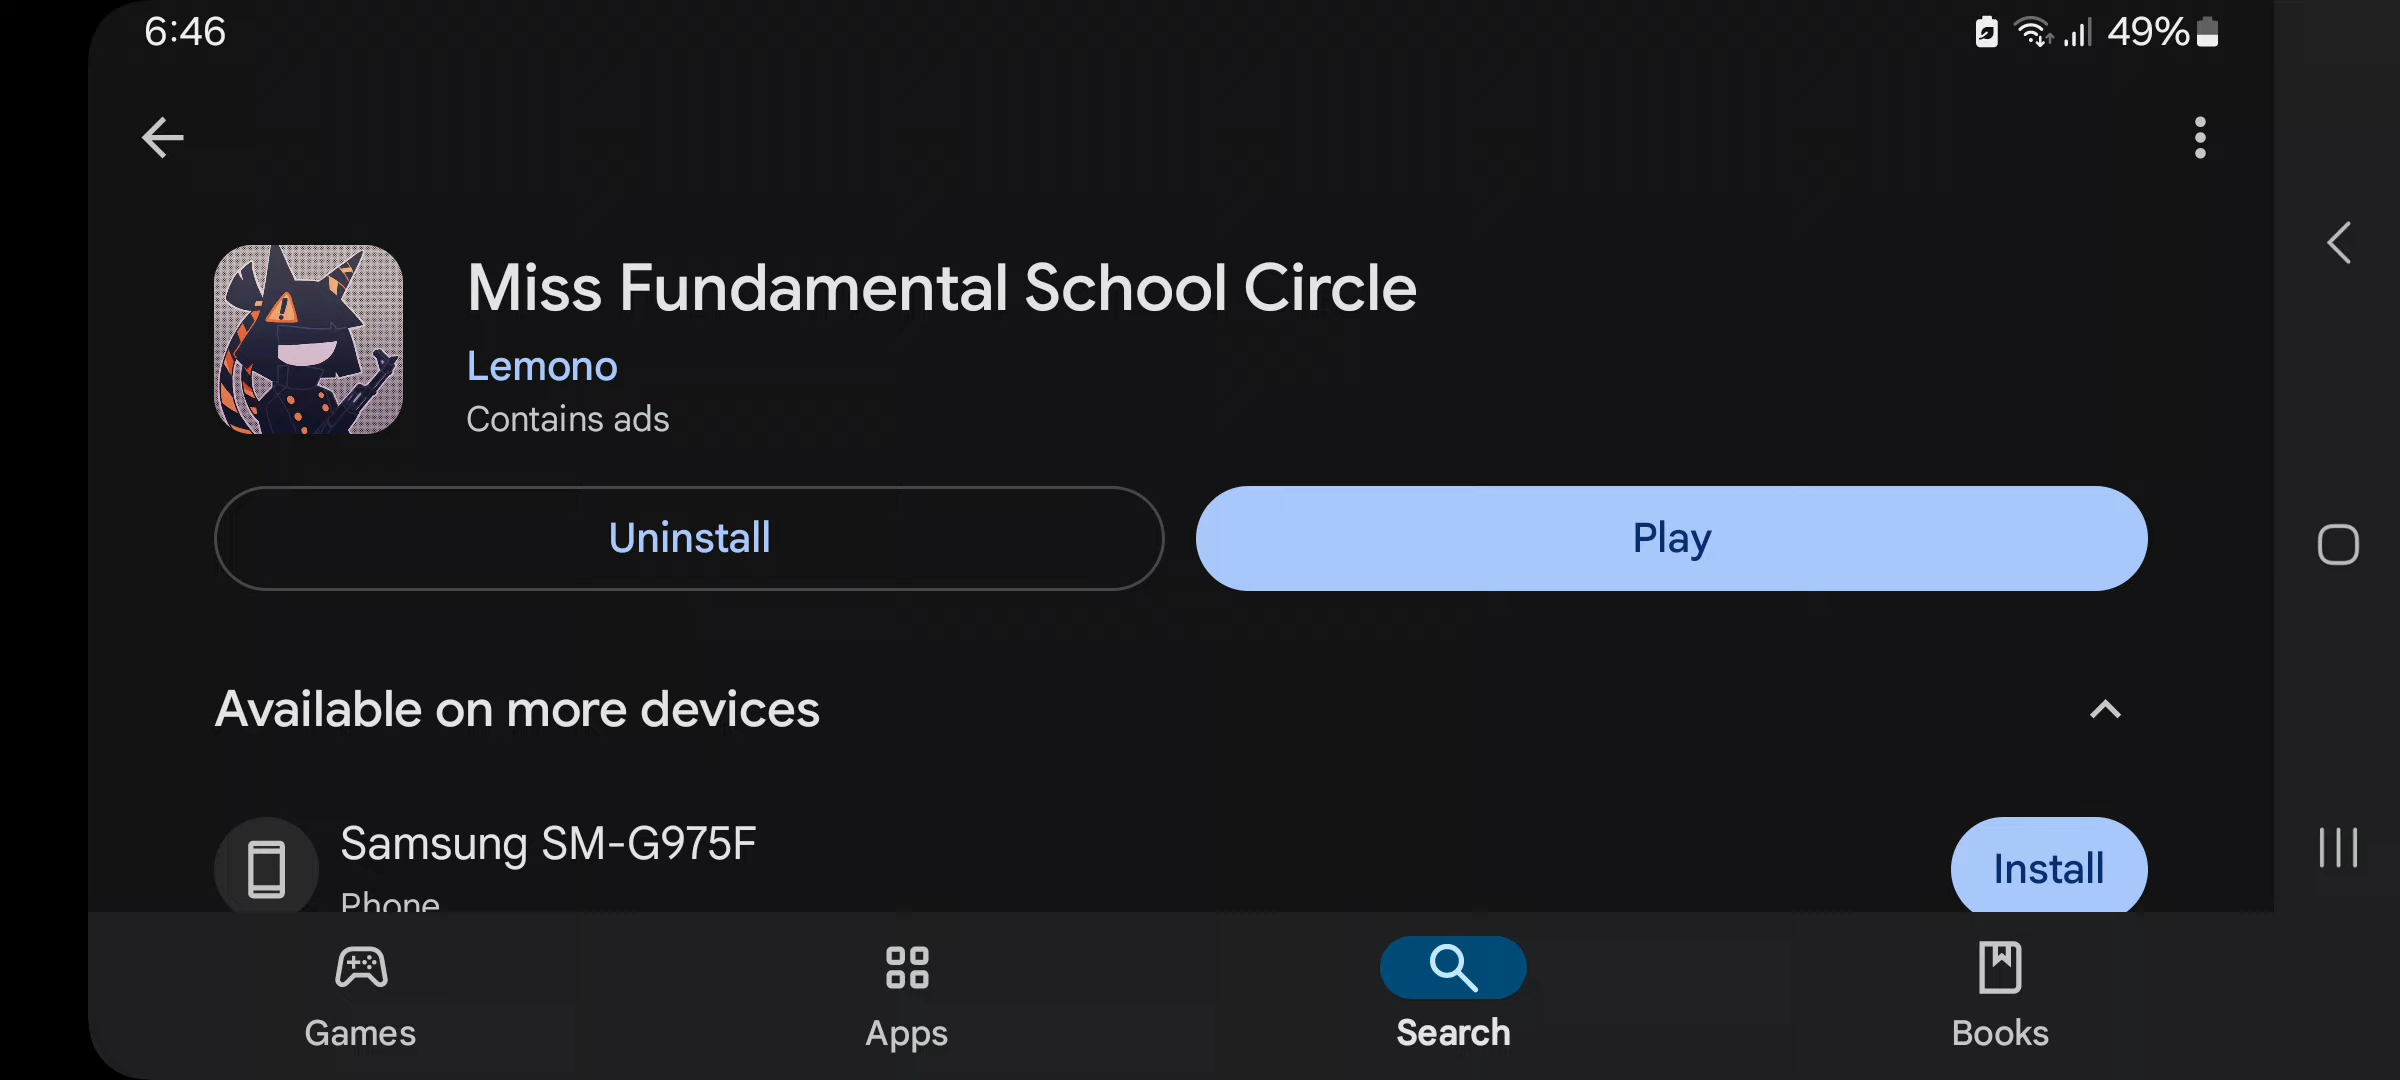 6:46
49%
Miss Fundamental School Circle
Lemono
Contains ads
Uninstall
Play
Available on more devices
Samsung SM-G975F
Phone
Install
Games
Apps
Search
Books